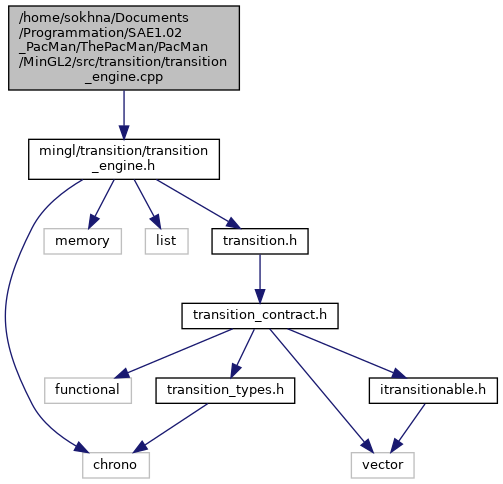 /home/sokhna/Documents
/Programmation/SAE1.02
_PacMan/ThePacMan/PacMan
/MinGL2/src/transition/transition
_engine.cpp
mingl/transition/transition
_engine.h
memory
list
transition.h
transition_contract.h
functional
transition_types.h
itransitionable.h
chrono
vector